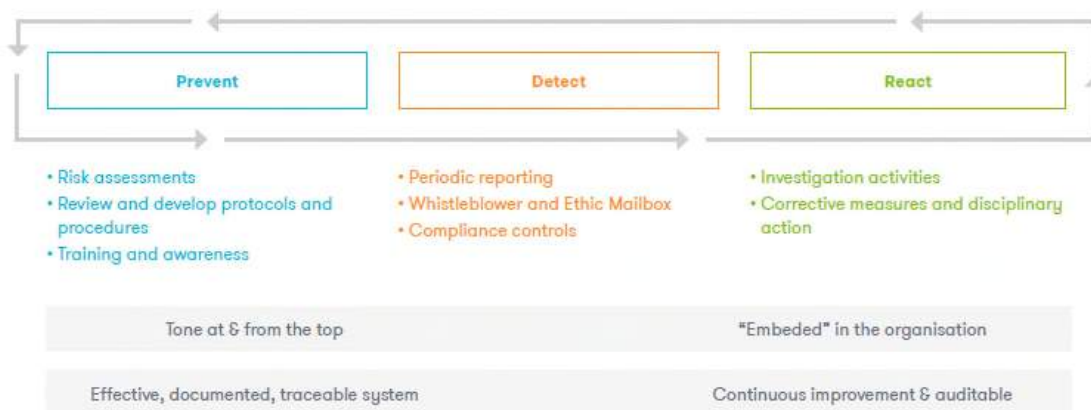 Prevent
Detect
React
• Risk assessments
• Review and develop protocols and
procedures
• Training and awareness
• Periodic reporting
• Whistleblower and Ethic Mailbox
• Compliance controls
• Investigation activities
• Corrective measures and disciplinary
action
Tone at & from the top
“Embeded” in the organisation
Effective, documented, traceable system
Continuous improvement & auditable